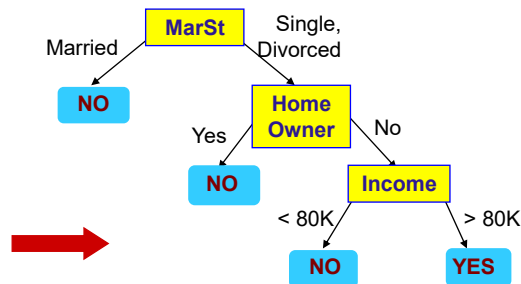 MarSt
Married
Single,
Divorced
NO
Home
Owner
Yes
No
NO
Income
< 80K
> 80K
NO
YES